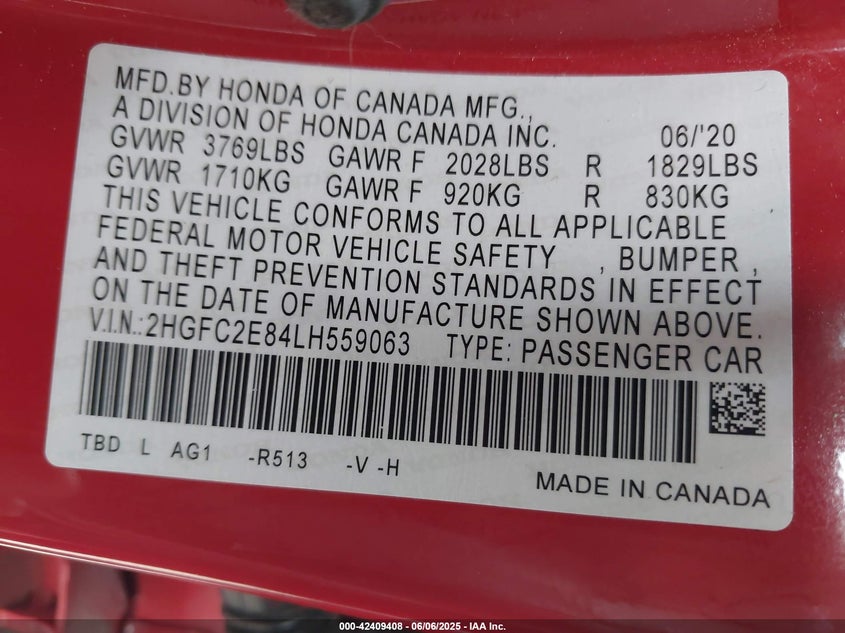 MFD.BY HONDA OF CANADA MFG.,
A DIVISION OF HONDA CANADA INC. 06/'20
GVWR 3769LBS GAWR F 2028LBS R 1829LBS
GVWR 1710KG GAWR F 920KG R 830KG
THIS VEHICLE CONFORMS TO ALL APPLICABLE
FEDERAL MOTOR VEHICLE SAFETY , BUMPER ,
AND THEFT PREVENTION STANDARDS IN EFFECT
ON THE DATE OF MANUFACTURE SHOWN ABOVE.
V.I.N.:2HGFC2E84LH559063 TYPE: PASSENGER CAR
TBD L AG1 -R513 -V -H
MADE IN CANADA
000-42409408 - 06/06/2025 - IAA Inc.